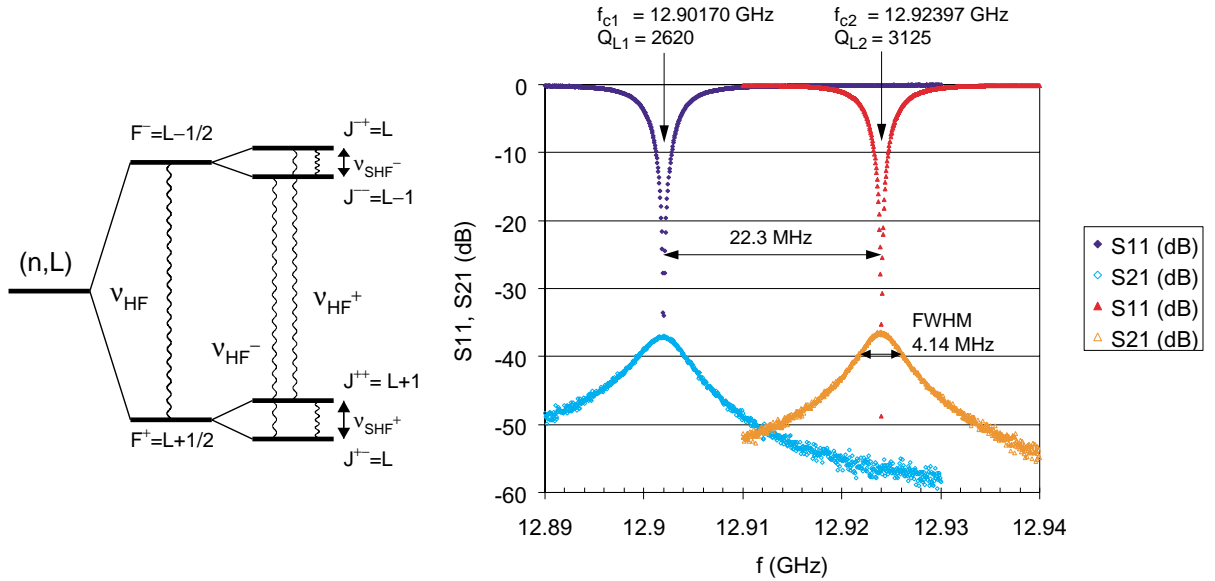 (n,L)
F⁻=L−1/2
F⁺=L+1/2
ν_HF
J⁻⁺=L
ν_SHF⁻
J⁻⁻=L−1
ν_HF⁺
ν_HF⁻
J⁺⁺= L+1
ν_SHF⁺
J⁺⁻=L
f_c1 = 12.90170 GHz
Q_L1 = 2620
f_c2 = 12.92397 GHz
Q_L2 = 3125
S11, S21 (dB)
0
-10
-20
-30
-40
-50
-60
22.3 MHz
FWHM
4.14 MHz
12.89 12.9 12.91 12.92 12.93 12.94
f (GHz)
S11 (dB)
S21 (dB)
S11 (dB)
S21 (dB)